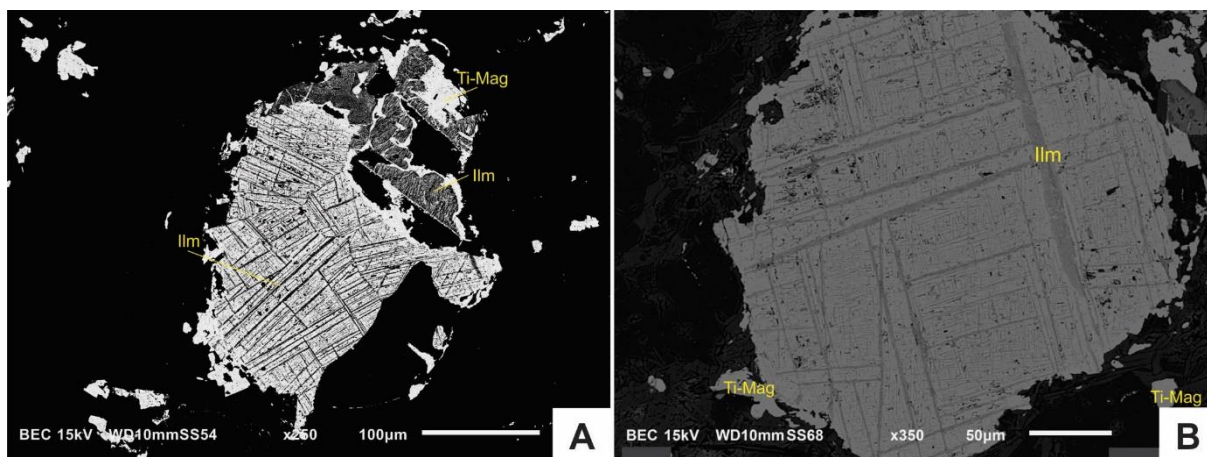 Ti-Mag
Ilm
Ilm
BEC 15kV WD10mmSS54 x250 100µm
A
Ilm
Ti-Mag
Ti-Mag
BEC 15kV WD10mmSS68 x350 50µm
B